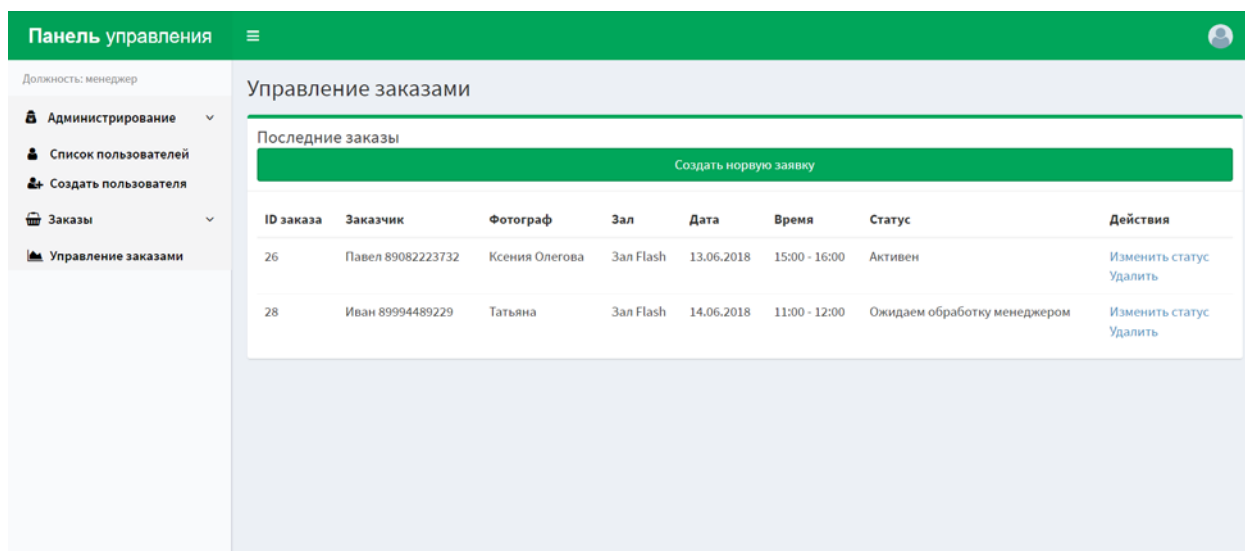 Панель управления
Должность: менеджер
Администрирование
Список пользователей
Создать пользователя
Заказы
Управление заказами
Управление заказами
Последние заказы
Создать норвую заявку
ID заказа Заказчик Фотограф Зал Дата Время Статус Действия
26 Павел 89082223732 Ксения Олегова Зал Flash 13.06.2018 15:00 - 16:00 Активен Изменить статус
Удалить
28 Иван 89994489229 Татьяна Зал Flash 14.06.2018 11:00 - 12:00 Ожидаем обработку менеджером Изменить статус
Удалить